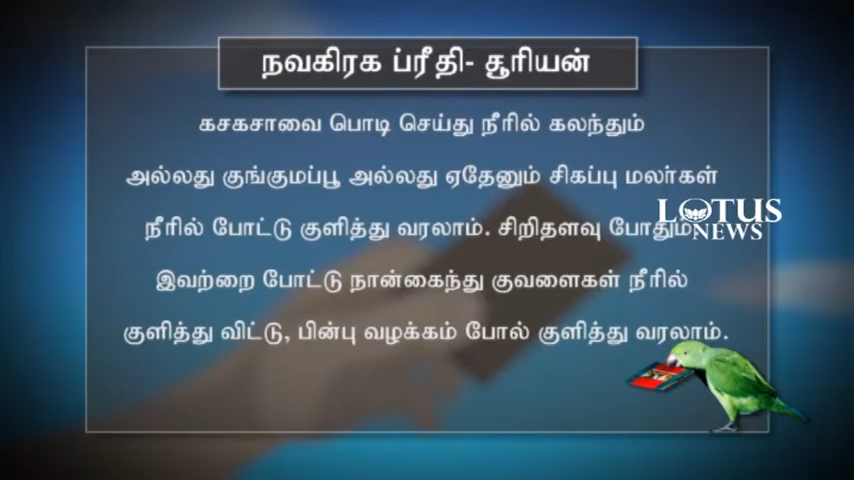 நவகிரக ப்ரீதி- சூரியன்
கசகசாவை பொடி செய்து நீரில் கலந்தும்
அல்லது குங்குமப்பூ அல்லது ஏதேனும் சிகப்பு மலர்கள்
நீரில் போட்டு குளித்து வரலாம். சிறிதளவு போதும்
LOTUS
NEWS
இவற்றை போட்டு நான்கைந்து குவளைகள் நீரில்
குளித்து விட்டு, பின்பு வழக்கம் போல் குளித்து வரலாம்.